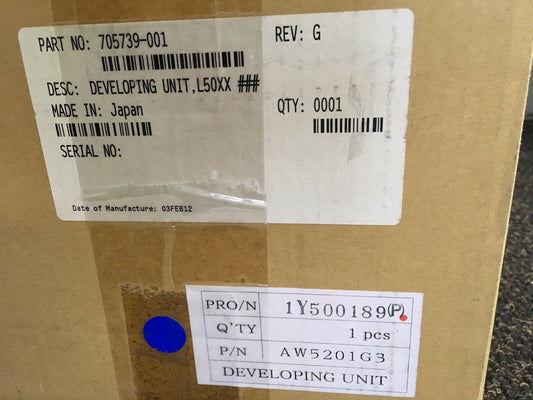 PART NO: 705739-001
REV: G
DESC: DEVELOPING UNIT,L50XX ###
MADE IN: Japan
QTY: 0001
SERIAL NO:
Date of Manufacture: 03FEB12
PRO/N 1Y500189(P)
Q'TY 1 pcs
P/N AW5201G3
DEVELOPING UNIT